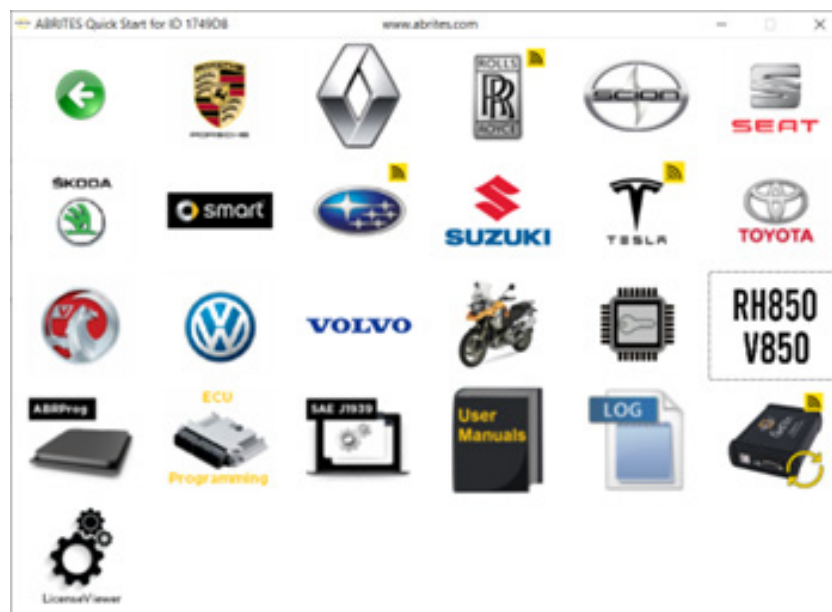 ABRITES Quick Start for ID 1749D8 www.abrites.com
PORSCHE
ROLLS
RR
ROYCE
SCION
SEAT
ŠKODA
smart
SUZUKI
TESLA
TOYOTA
VOLVO
RH850
V850
ABRProg
ECU
Programming
SAE J1939
User
Manuals
LOG
LicenseViewer